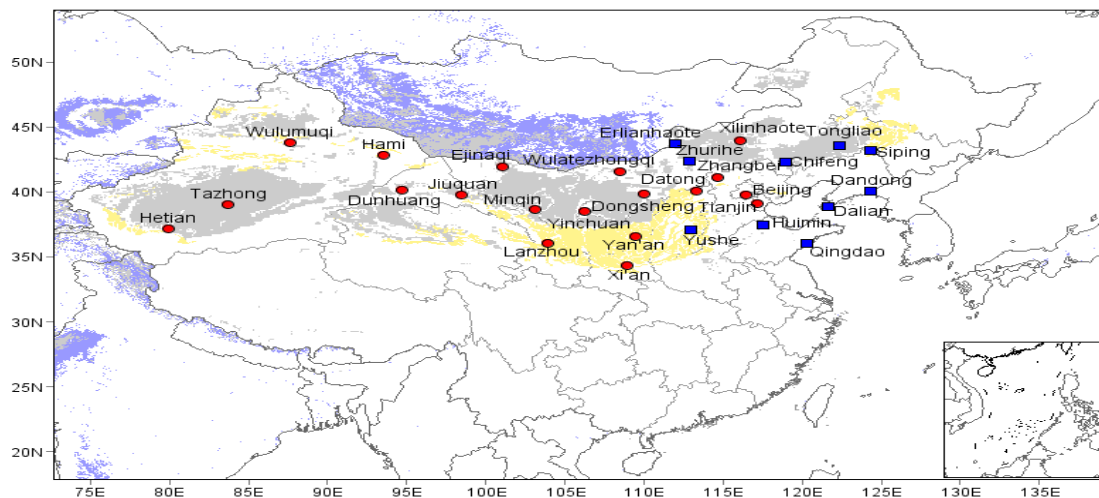 50N
45N
40N
35N
30N
25N
20N
Erlianhaote
Xilinhaote
Tongliao
Wulumuqi
Hami
Zhurihe
Siping
Ejinaqi
Wulatezhongqi
Zhangbei
Chifeng
Tazhong
Dunhuang
Jiuquan
Minqin
Datong
Beijing
Dandong
Hetian
Dongsheng
Tianjin
Dalian
Yinchuan
Huimin
Lanzhou
Yan'an
Yushe
Qingdao
Xi'an
75E 80E 85E 90E 95E 100E 105E 110E 115E 120E 125E 130E 135E